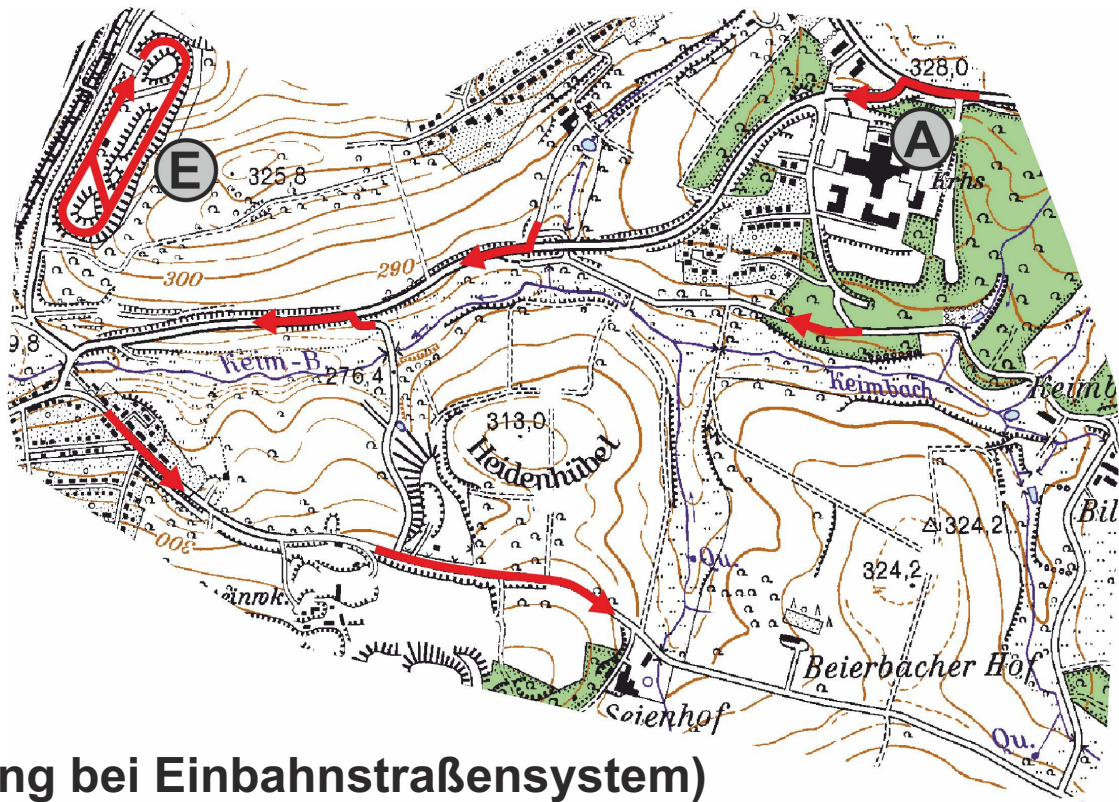 328,0
A
Krhs
E
325,8
300
290
9,8
Keim-B.
276,4
Keimbach
313,0
Heidenhübel
324,2
Bil
300
Qu.
324,2
Beierbacher Hof
Seienhof
Qu.
ng bei Einbahnstraßensystem)